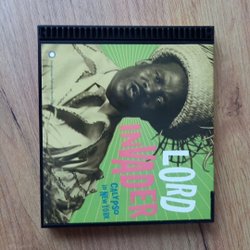 LORD
INVADER
CALYPSO
IN NEW YORK